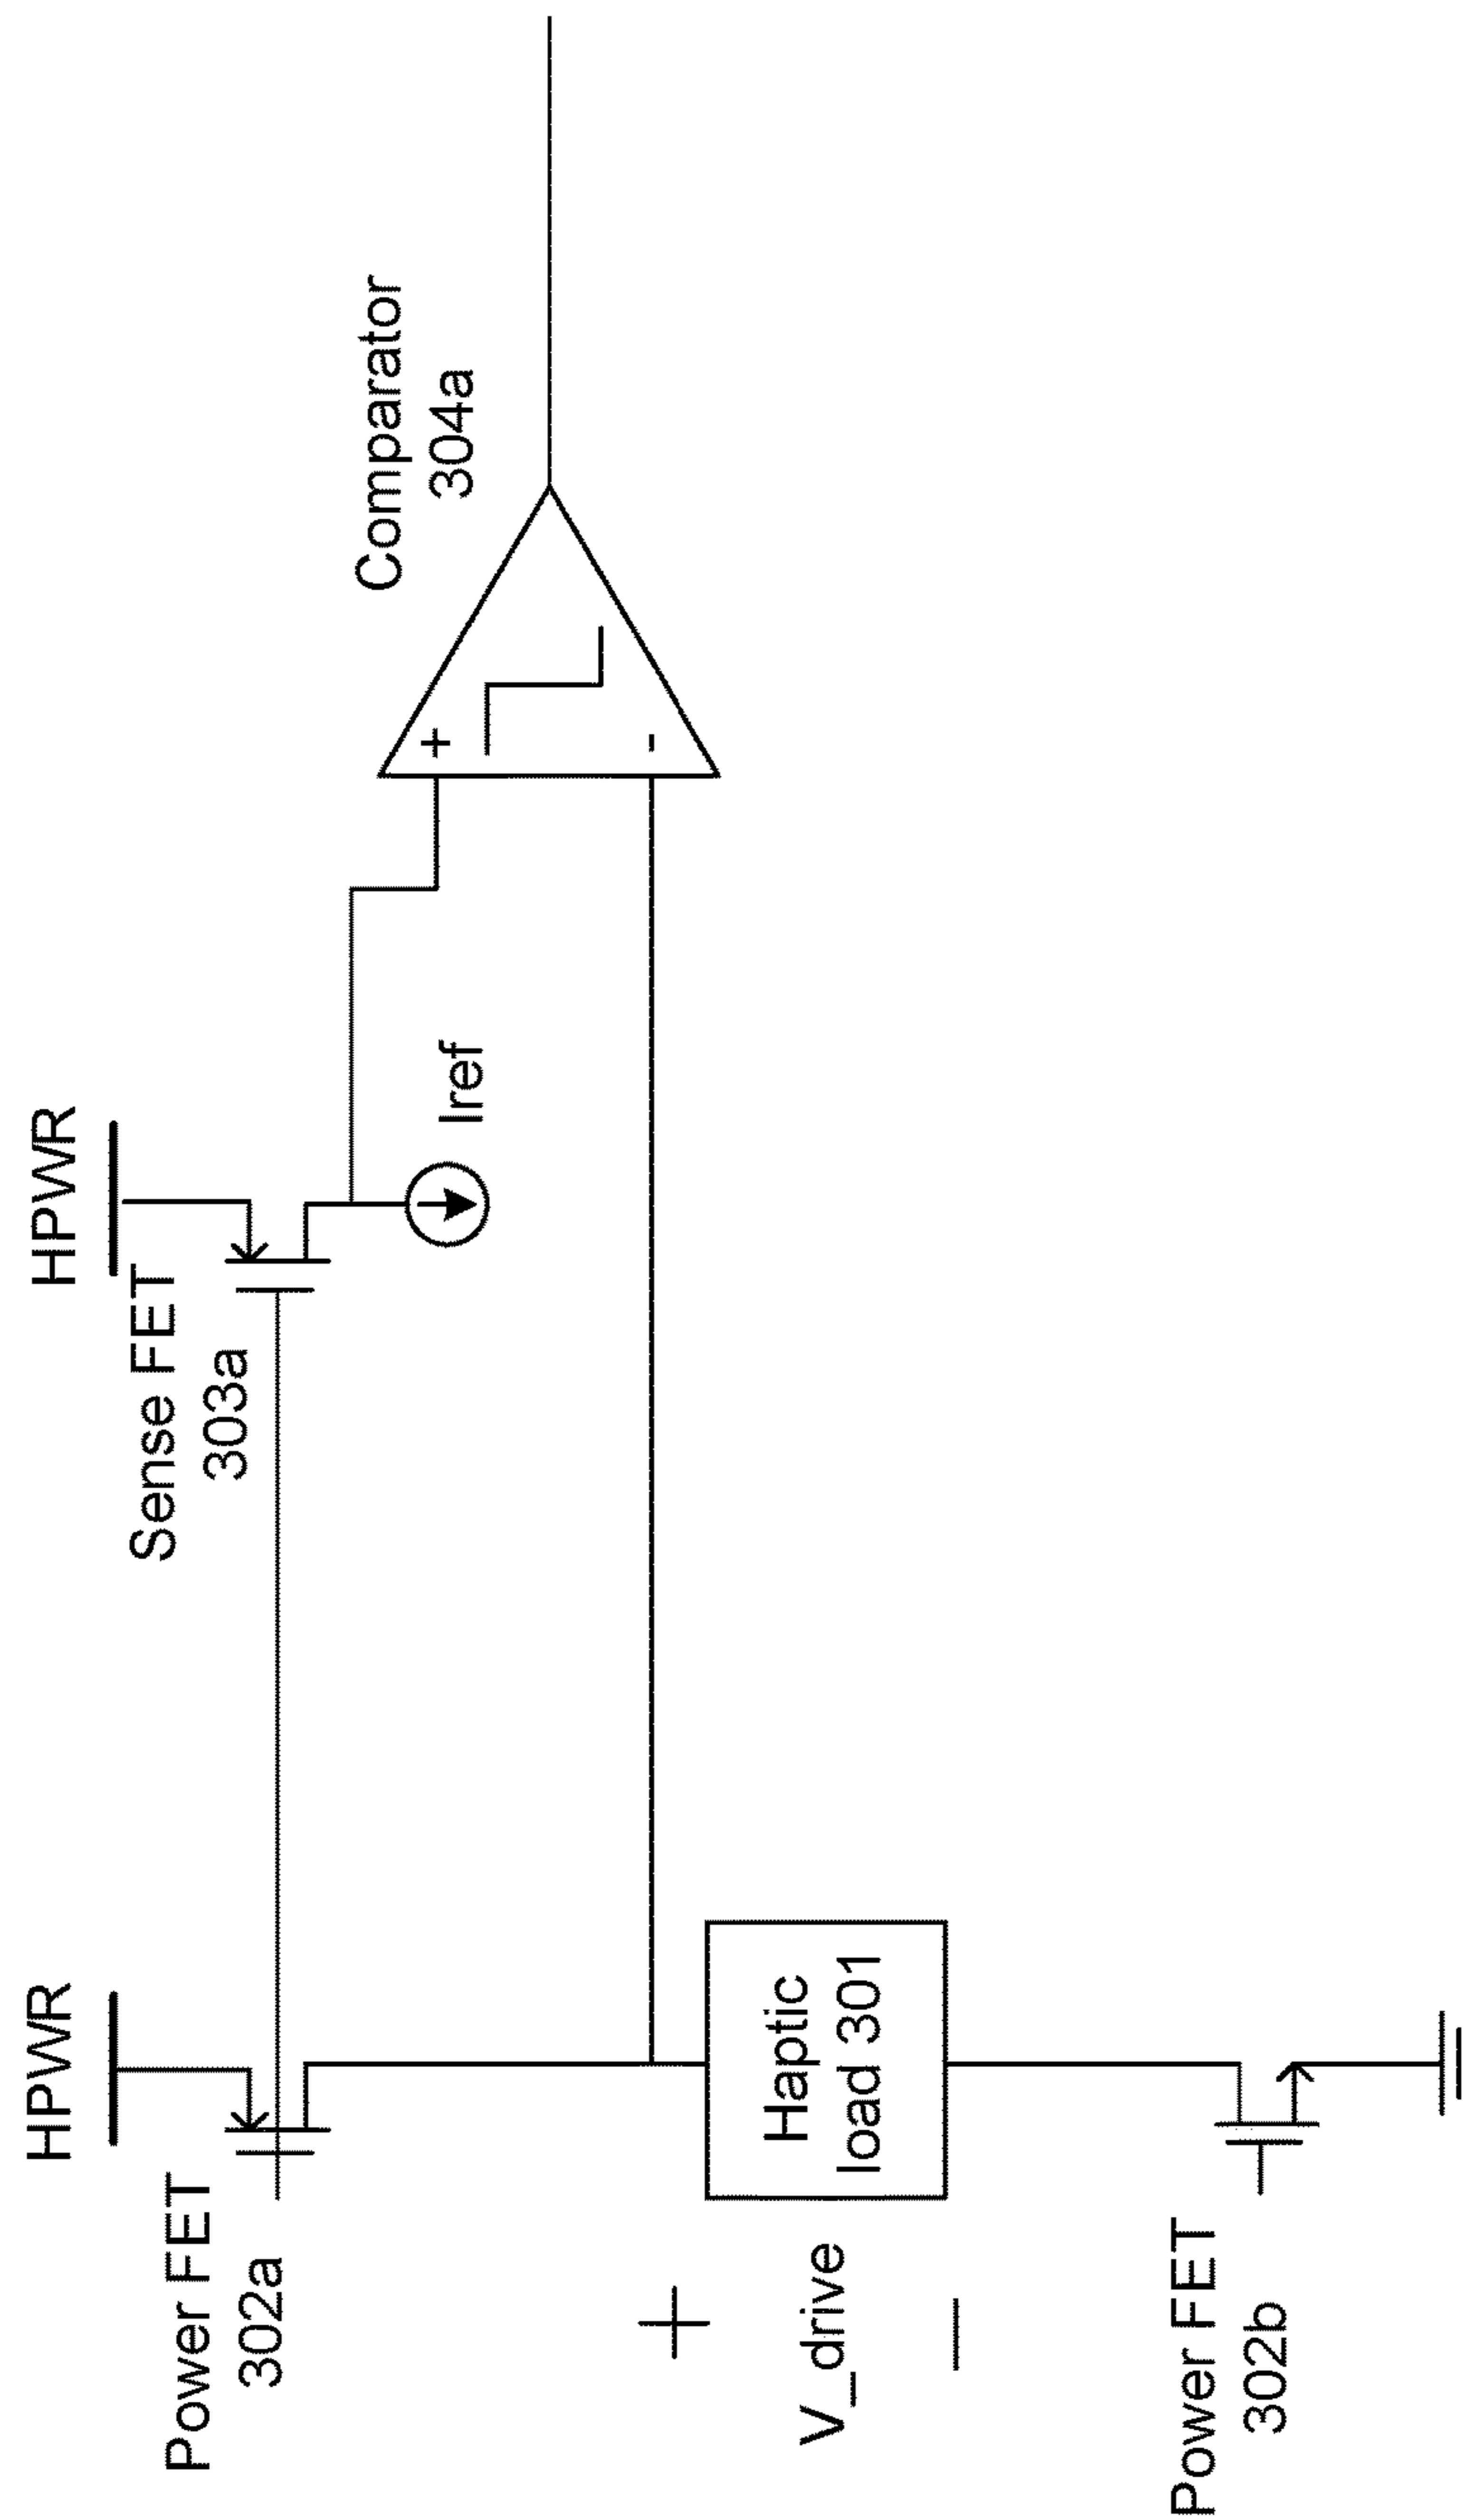 HPWR
Power FET
302a
HPWR
Sense FET
303a
Iref
Comparator
304a
+
-
+
V_drive
—
Haptic
load 301
Power FET
302b